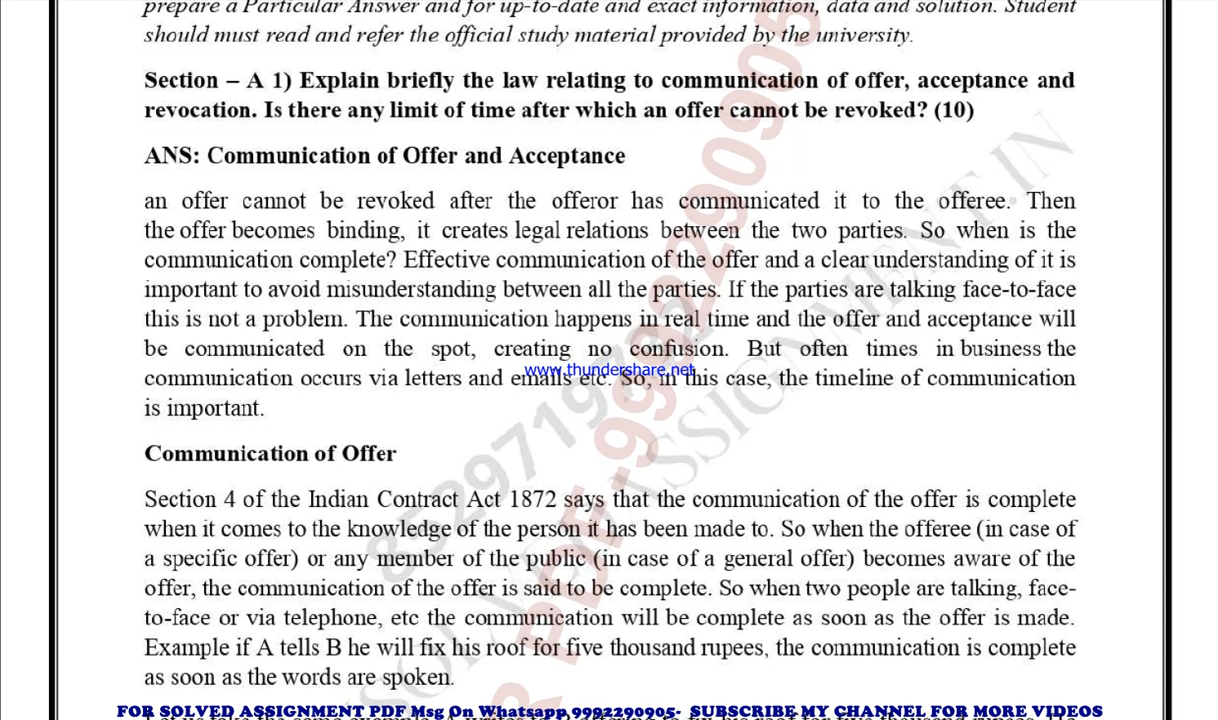 prepare a Particular Answer and for up-to-date and exact information, data and solution. Student
should must read and refer the official study material provided by the university.
Section – A 1) Explain briefly the law relating to communication of offer, acceptance and
revocation. Is there any limit of time after which an offer cannot be revoked? (10)
ANS: Communication of Offer and Acceptance
an offer cannot be revoked after the offeror has communicated it to the offeree. Then
the offer becomes binding, it creates legal relations between the two parties. So when is the
communication complete? Effective communication of the offer and a clear understanding of it is
important to avoid misunderstanding between all the parties. If the parties are talking face-to-face
this is not a problem. The communication happens in real time and the offer and acceptance will
be communicated on the spot, creating no confusion. But often times in business the
www.thundershare.net
communication occurs via letters and emails etc. So, in this case, the timeline of communication
is important.
Communication of Offer
Section 4 of the Indian Contract Act 1872 says that the communication of the offer is complete
when it comes to the knowledge of the person it has been made to. So when the offeree (in case of
a specific offer) or any member of the public (in case of a general offer) becomes aware of the
offer, the communication of the offer is said to be complete. So when two people are talking, face-
to-face or via telephone, etc the communication will be complete as soon as the offer is made.
Example if A tells B he will fix his roof for five thousand rupees, the communication is complete
as soon as the words are spoken.
FOR SOLVED ASSIGNMENT PDF Msg On Whatsapp 9992290905- SUBSCRIBE MY CHANNEL FOR MORE VIDEOS
R PDF-9992290905